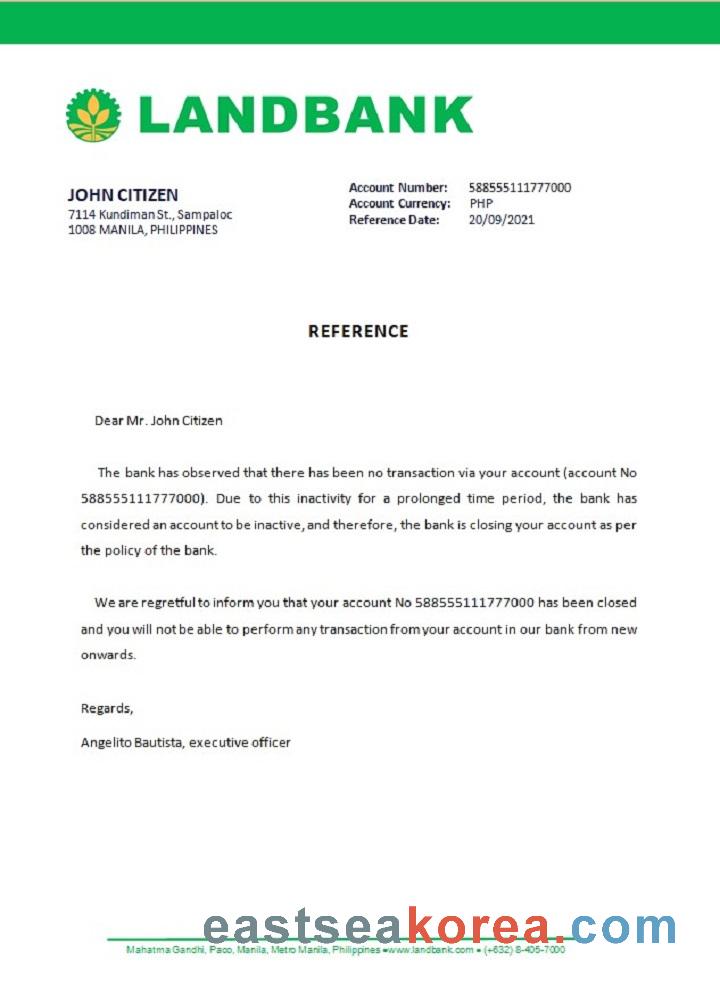 LANDBANK
JOHN CITIZEN
7114 Kundiman St., Sampaloc
1008 MANILA, PHILIPPINES
Account Number: 588555111777000
Account Currency: PHP
Reference Date: 20/09/2021
REFERENCE
Dear Mr. John Citizen
The bank has observed that there has been no transaction via your account (account No
588555111777000). Due to this inactivity for a prolonged time period, the bank has
considered an account to be inactive, and therefore, the bank is closing your account as per
the policy of the bank.
We are regretful to inform you that your account No 588555111777000 has been closed
and you will not be able to perform any transaction from your account in our bank from new
onwards.
Regards,
Angelito Bautista, executive officer
eastseakorea.com
Mahatma Gandhi, Paco, Manila, Metro Manila, Philippines •www.landbank.com • (+632) 8-405-7000